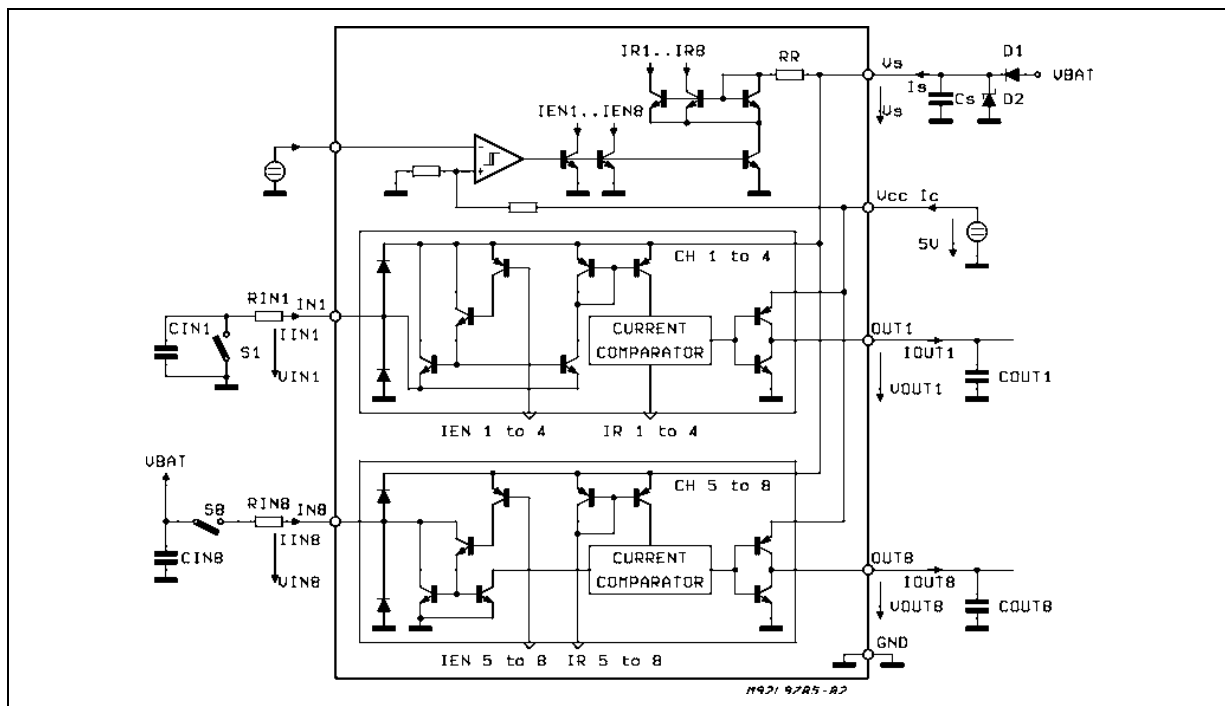 IR1..IR8
RR
Vs
D1
VBAT
Is
Cs
D2
Vs
IEN1..IEN8
Vcc Ic
5V
CH 1 to 4
RIN1
IN1
CIN1
S1
IIN1
VIN1
CURRENT
COMPARATOR
OUT1
IOUT1
VOUT1
COUT1
IEN 1 to 4
IR 1 to 4
VBAT
CH 5 to 8
S8
RIN8
IN8
CIN8
IIN8
VIN8
CURRENT
COMPARATOR
OUT8
IOUT8
VOUT8
COUT8
IEN 5 to 8
IR 5 to 8
GND